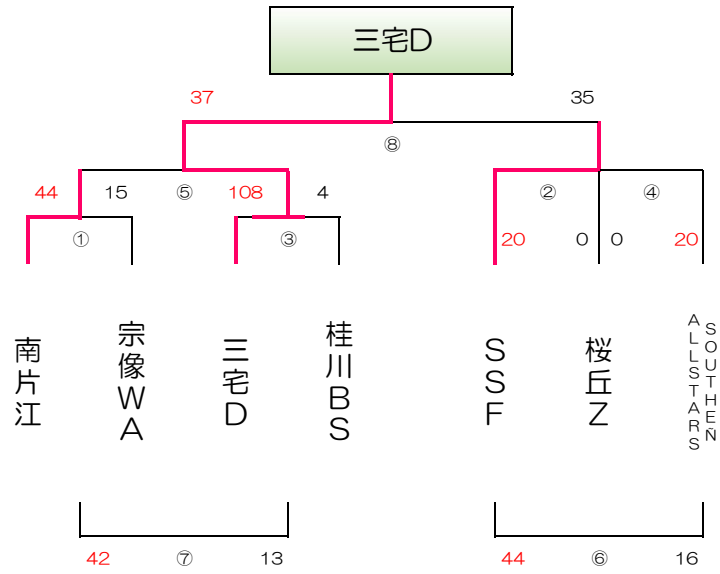 三宅D
37 35
⑧
44 15 ⑤ 108 4 ② ④
① ③ 20 0 0 20
南片江
宗像WA
三宅D
桂川BS
SSF
桜丘Z
ALLSTARS
SOUTHEÑ
42 ⑦ 13 44 ⑥ 16